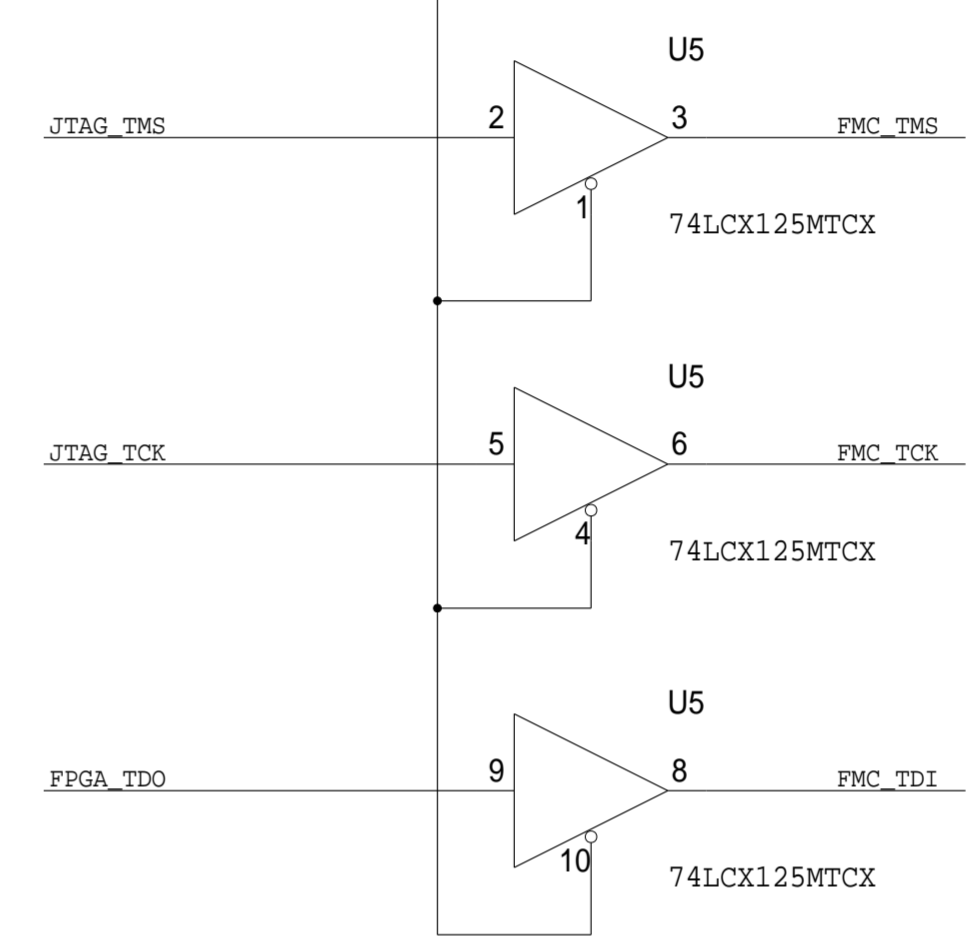 U5
JTAG_TMS 2 3 FMC_TMS
1
74LCX125MTCX
U5
JTAG_TCK 5 6 FMC_TCK
4
74LCX125MTCX
U5
FPGA_TDO 9 8 FMC_TDI
10
74LCX125MTCX